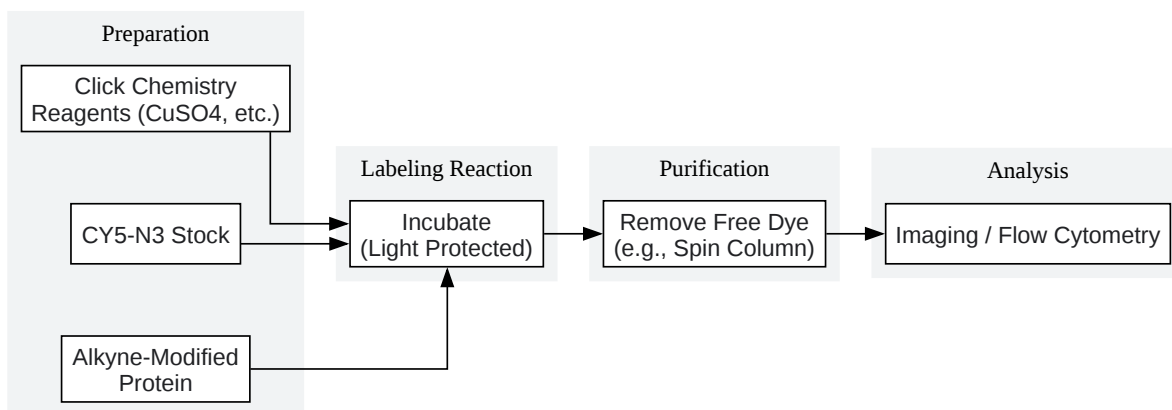 Preparation
Click Chemistry
Reagents (CuSO4, etc.)
CY5-N3 Stock
Alkyne-Modified
Protein
Labeling Reaction
Incubate
(Light Protected)
Purification
Remove Free Dye
(e.g., Spin Column)
Analysis
Imaging / Flow Cytometry